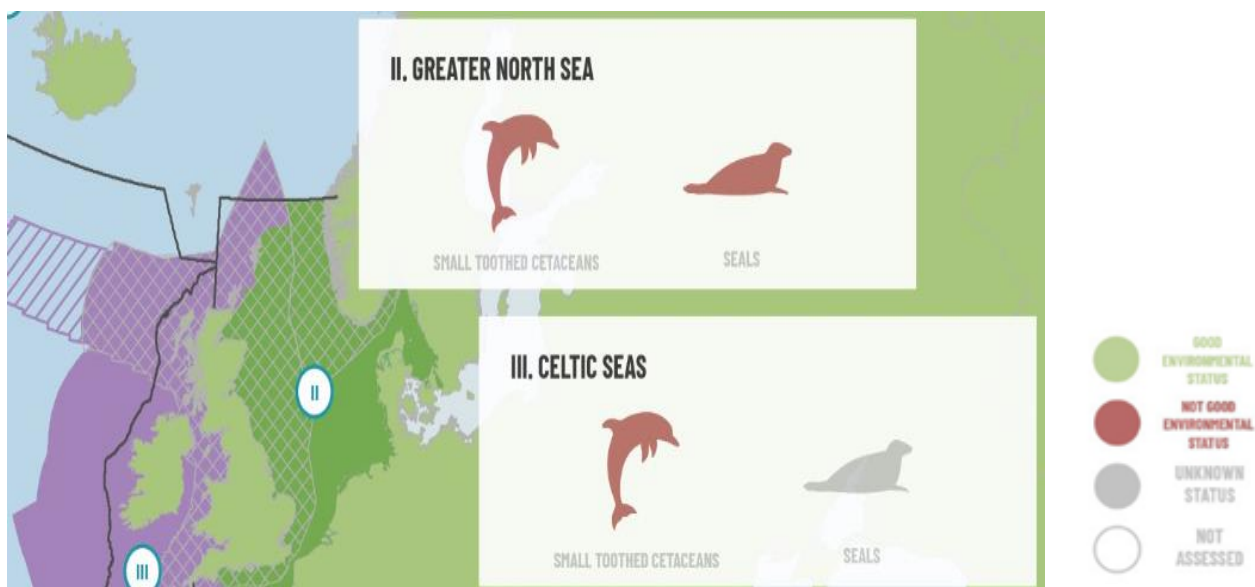 II. GREATER NORTH SEA
SMALL TOOTHED CETACEANS
SEALS
II
III. CELTIC SEAS
SMALL TOOTHED CETACEANS
SEALS
III
GOOD
ENVIRONMENTAL
STATUS
NOT GOOD
ENVIRONMENTAL
STATUS
UNKNOWN
STATUS
NOT
ASSESSED